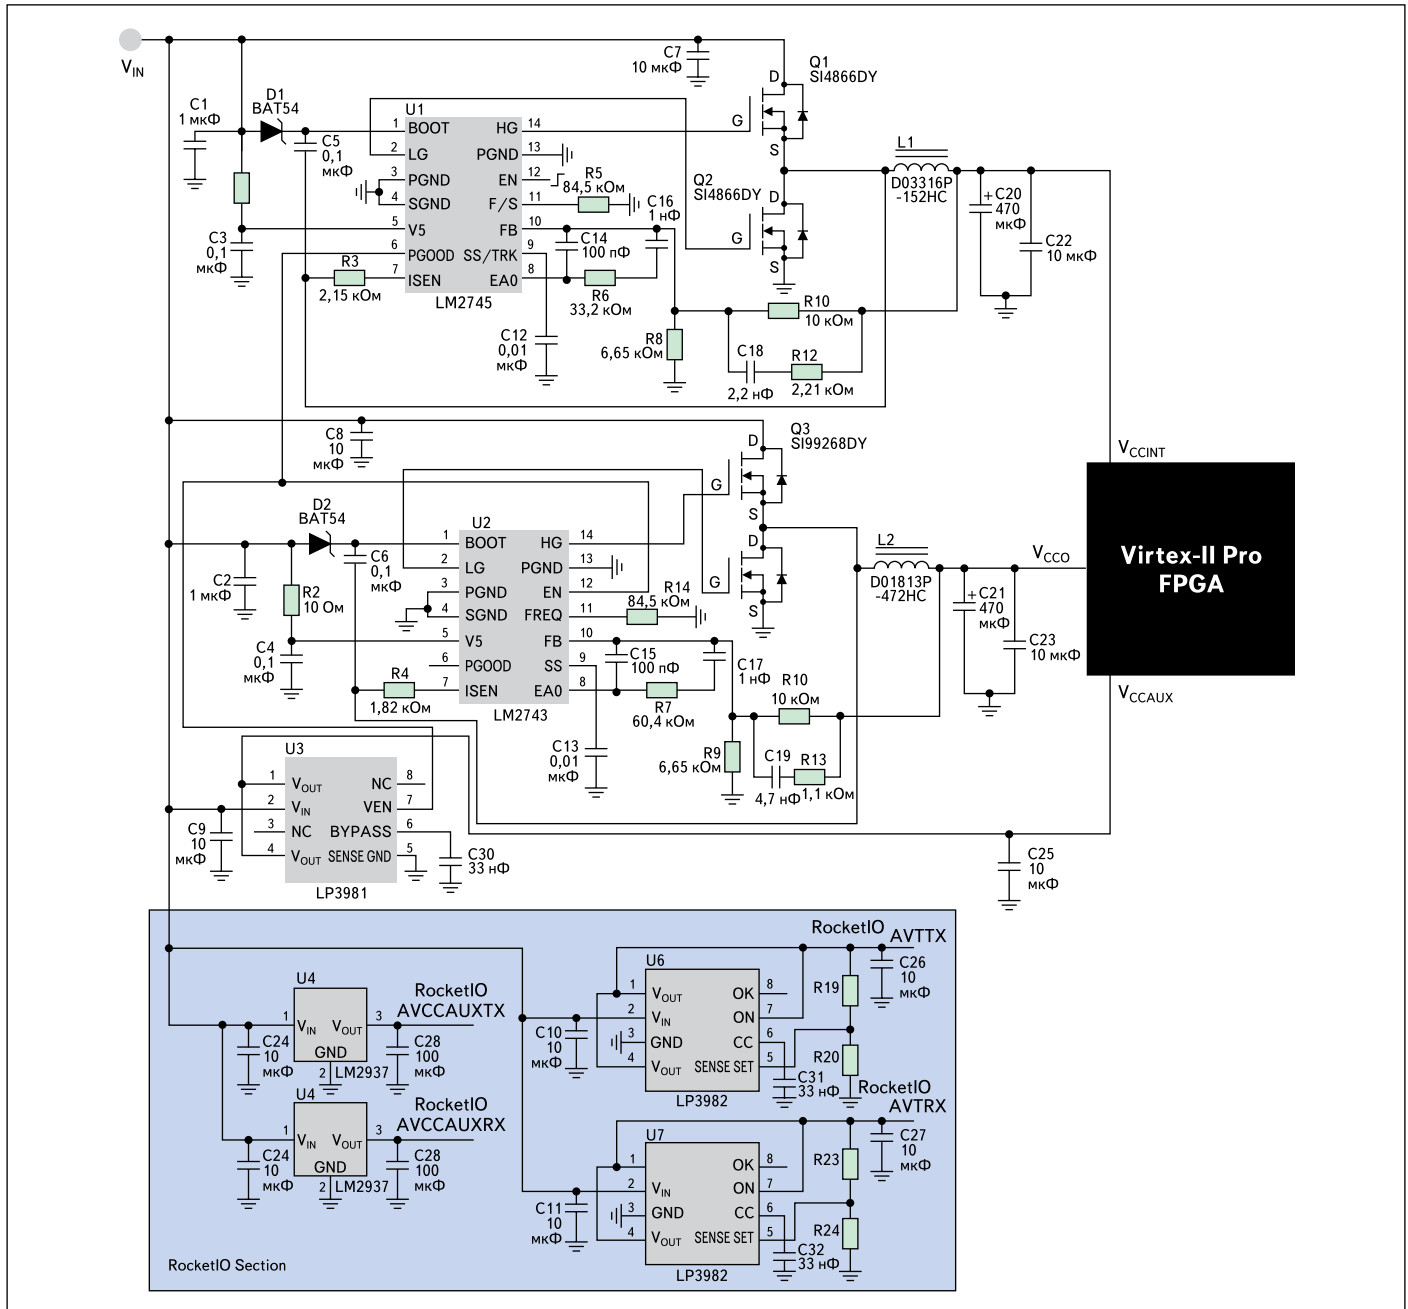 VIN
C7
10 мкФ
Q1
SI4866DY
D
G
S
C1
1 мкФ
D1
BAT54
C5
0,1
мкФ
U1
1 BOOT HG 14
2 LG PGND 13
3 PGND EN 12
4 SGND F/S 11
5 V5 FB 10
6 PGOOD SS/TRK 9
7 ISEN EA0 8
LM2745
R5
84,5 кОм
C16
1 нФ
Q2
SI4866DY
D
G
S
L1
D03316P
-152HC
+ C20
470
мкФ
C22
10 мкФ
C3
0,1
мкФ
R3
2,15 кОм
C14
100 пФ
R6
33,2 кОм
C12
0,01
мкФ
R8
6,65 кОм
R10
10 кОм
C18
2,2 нФ
R12
2,21 кОм
C8
10
мкФ
Q3
SI99268DY
D
G
S
D
G
S
VCCINT
VCCO
Virtex-II Pro
FPGA
VCCAUX
D2
BAT54
C6
0,1
мкФ
C2
1 мкФ
R2
10 Ом
C4
0,1
мкФ
R4
1,82 кОм
U2
1 BOOT HG 14
2 LG PGND 13
3 PGND EN 12
4 SGND FREQ 11
5 V5 FB 10
6 PGOOD SS 9
7 ISEN EA0 8
LM2743
R14
84,5 кОм
L2
D01813P
-472HC
+ C21
470
мкФ
C23
10 мкФ
C15
100 пФ
C17
1 нФ
R7
60,4 кОм
R10
10 кОм
C13
0,01
мкФ
R9
6,65 кОм
C19
4,7 нФ
R13
1,1 кОм
U3
1 VOUT NC 8
2 VIN VEN 7
3 NC BYPASS 6
4 VOUT SENSE GND 5
LP3981
C9
10
мкФ
C30
33 нФ
C25
10
мкФ
U4
1 VIN VOUT 3
GND
2
LM2937
RocketIO
AVCCAUXTX
C24
10
мкФ
C28
100
мкФ
U4
1 VIN VOUT 3
GND
2
LM2937
RocketIO
AVCCAUXRX
C24
10
мкФ
C28
100
мкФ
U6
1 VOUT OK 8
2 VIN ON 7
3 GND CC 6
4 VOUT SENSE SET 5
LP3982
C10
10
мкФ
RocketIO
AVTTX
C26
10
мкФ
R19
R20
C31
33 нФ
RocketIO
AVTRX
U7
1 OK 8
2 VIN ON 7
3 GND CC 6
4 VOUT SENSE SET 5
LP3982
C11
10
мкФ
C27
10
мкФ
R23
R24
C32
33 нФ
RocketIO Section